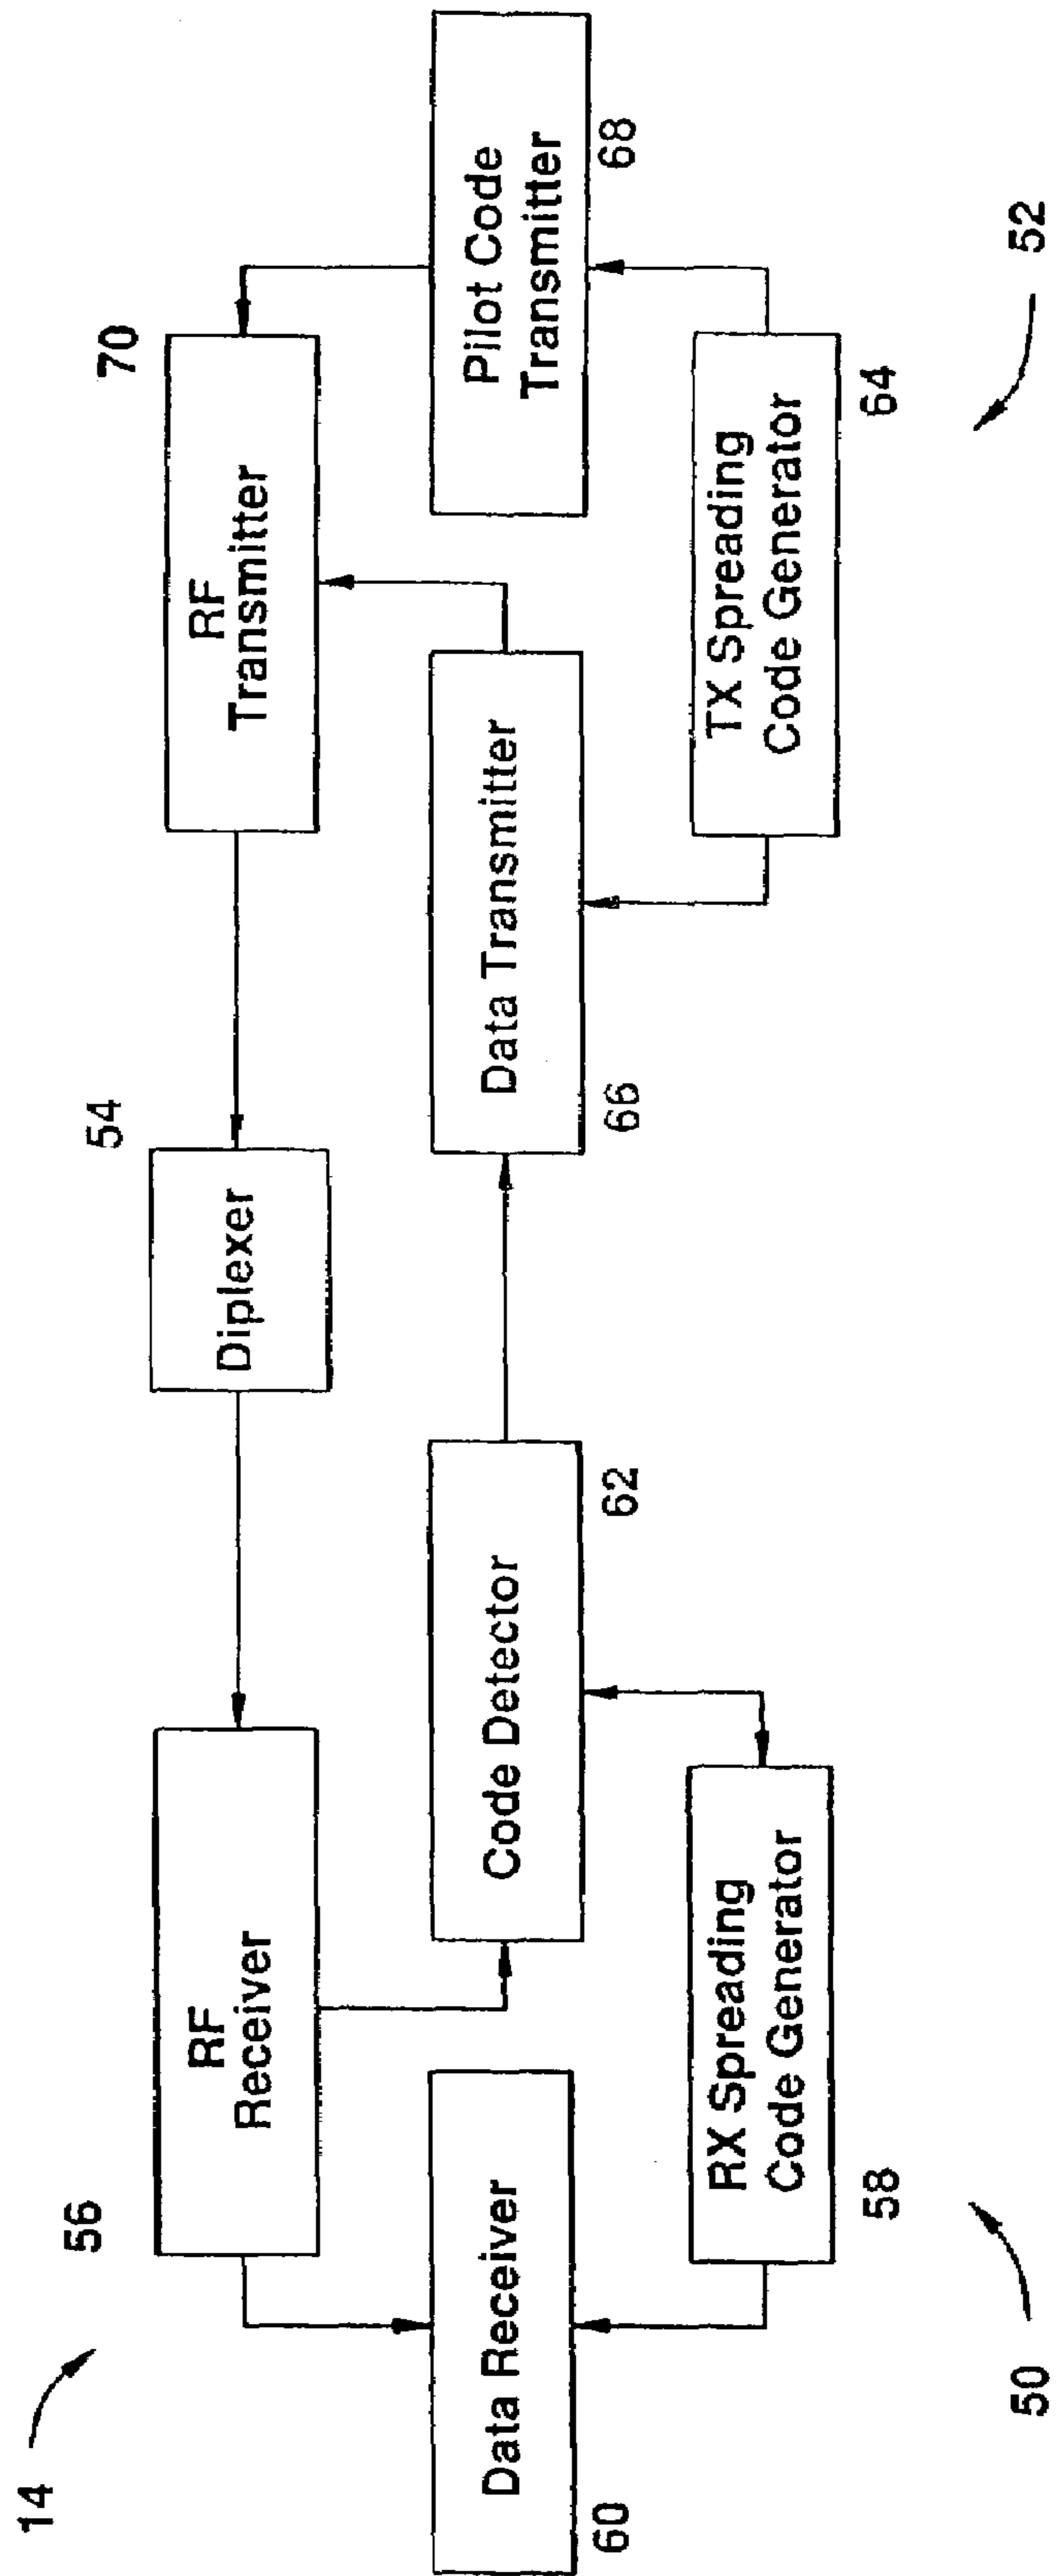 14
56
RF
Receiver
54
Diplexer
70
RF
Transmitter
60
Data Receiver
Code Detector
62
66
Data Transmitter
Pilot Code
Transmitter
68
58
RX Spreading
Code Generator
TX Spreading
Code Generator
64
50
52